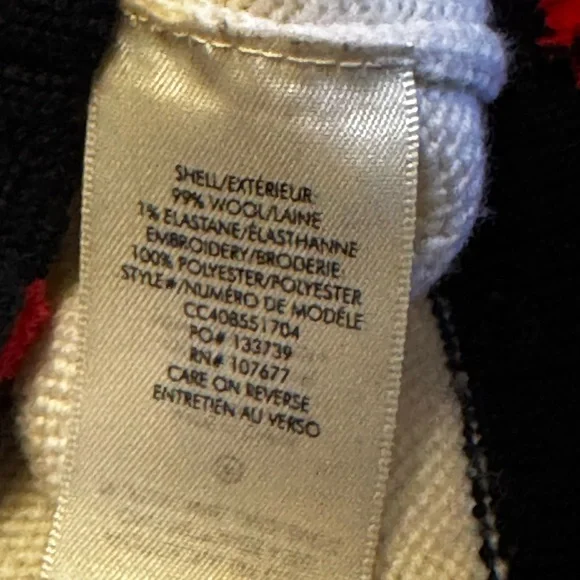 SHELL/EXTÉRIEUR:
99% WOOL/LAINE
1% ELASTANE/ÉLASTHANNE
EMBROIDERY/BRODERIE:
100% POLYESTER/POLYESTER
STYLE#/NUMÉRO DE MODÈLE
CC408551704
PO# 133739
RN# 107677
CARE ON REVERSE
ENTRETIEN AU VERSO